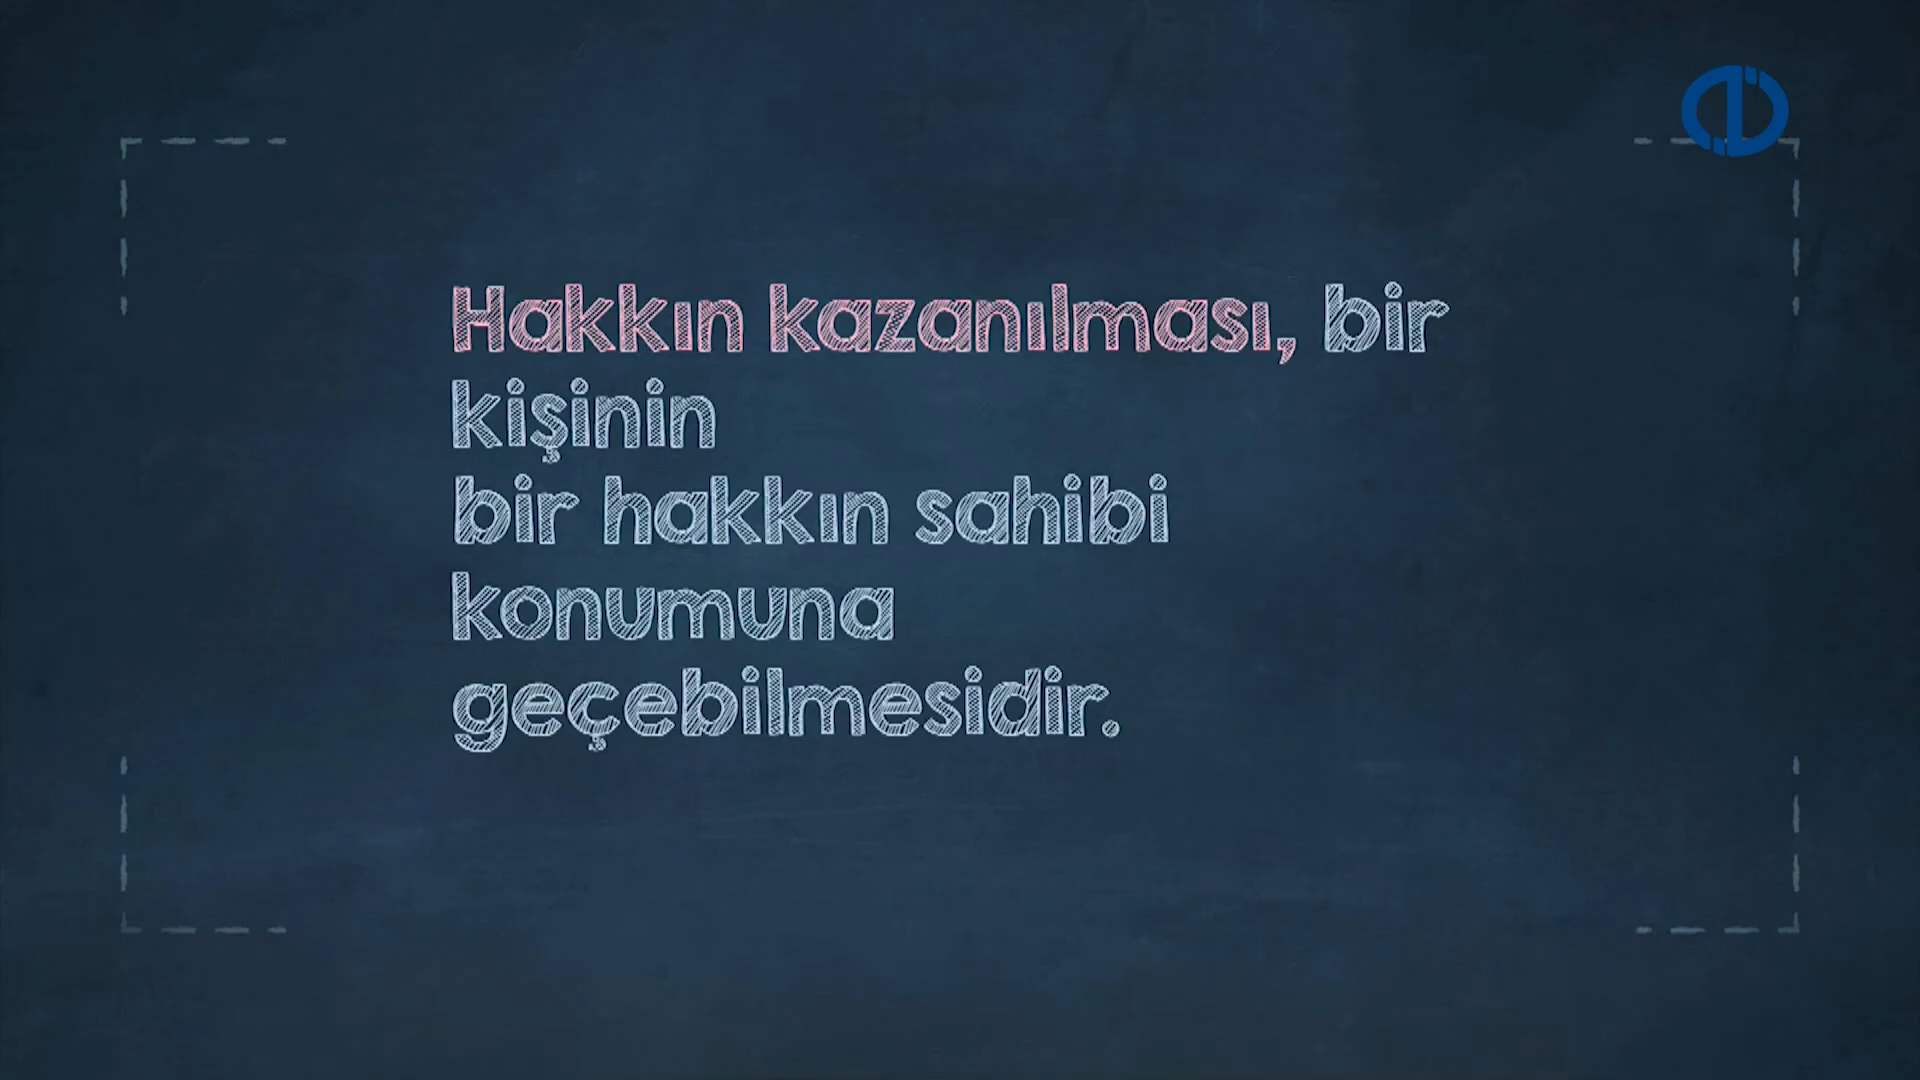 Hakkın kazanılması, bir
kişinin
bir hakkın sahibi
konumuna
geçebilmesidir.